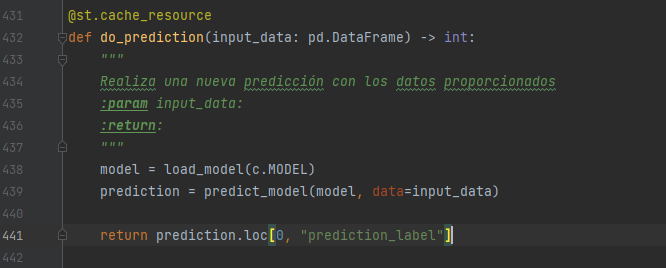 431 @st.cache_resource
432 def do_prediction(input_data: pd.DataFrame) -> int:
433 """
434 Realiza una nueva predicción con los datos proporcionados
435 :param input_data:
436 :return:
437 """
438 model = load_model(c.MODEL)
439 prediction = predict_model(model, data=input_data)
440
441 return prediction.loc[0, "prediction_label"]
442